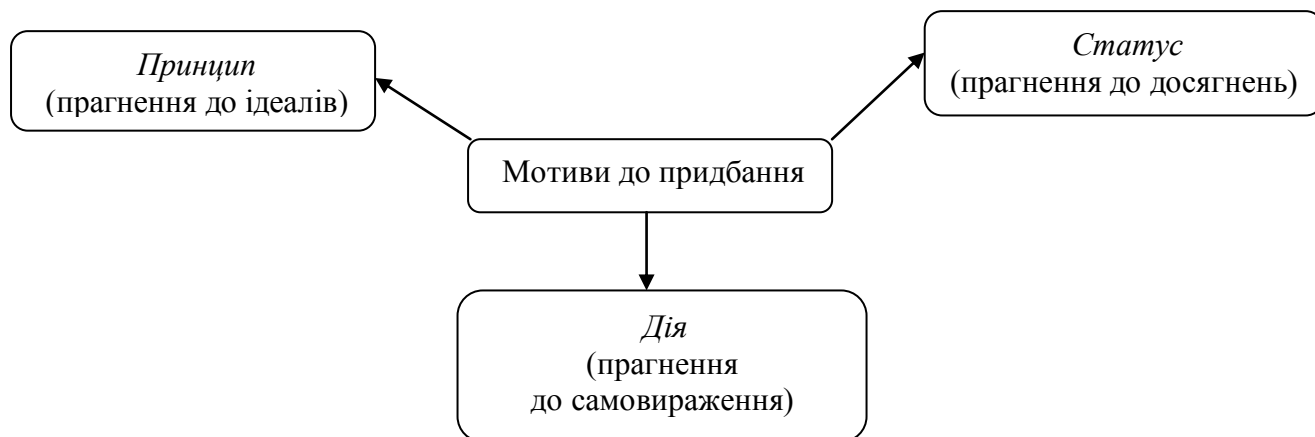 Принцип
(прагнення до ідеалів)
Статус
(прагнення до досягнень)
Мотиви до придбання
Дія
(прагнення
до самовираження)